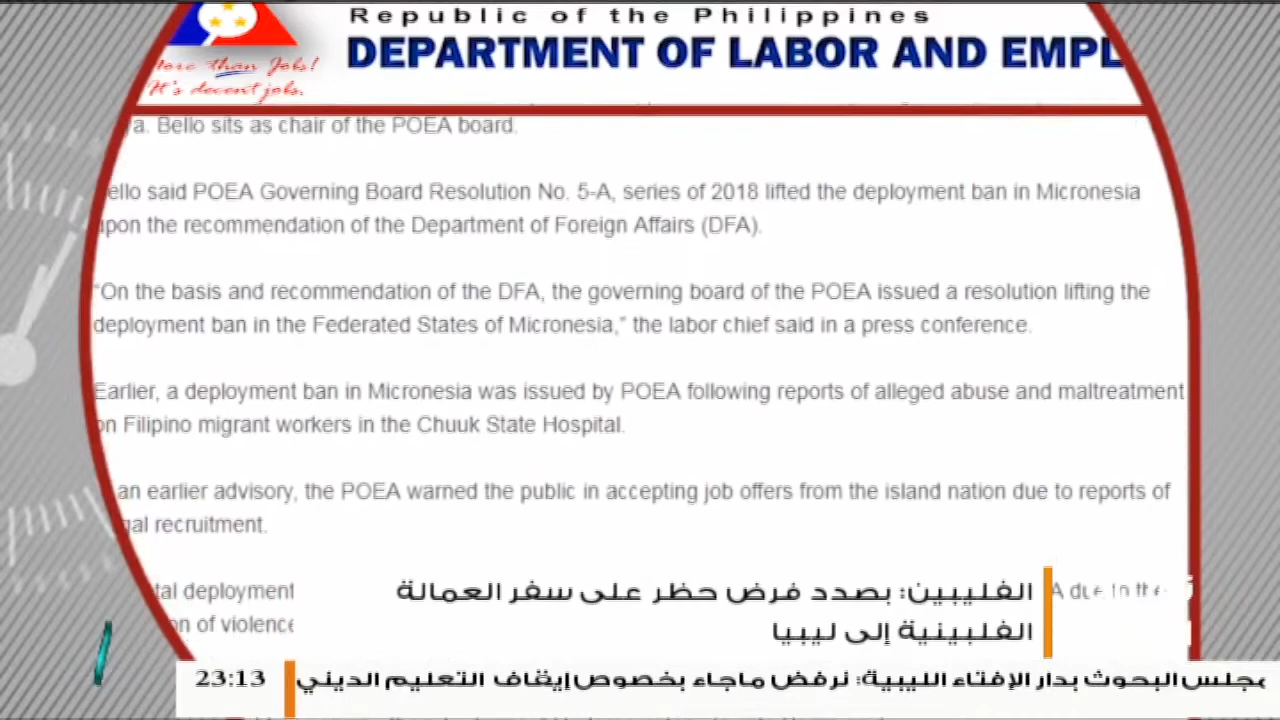 Republic of the Philippines
DEPARTMENT OF LABOR AND EMPL
More than Jobs!
It's decent jobs.
ya. Bello sits as chair of the POEA board.
ello said POEA Governing Board Resolution No. 5-A, series of 2018 lifted the deployment ban in Micronesia
upon the recommendation of the Department of Foreign Affairs (DFA).
“On the basis and recommendation of the DFA, the governing board of the POEA issued a resolution lifting the
deployment ban in the Federated States of Micronesia,” the labor chief said in a press conference.
Earlier, a deployment ban in Micronesia was issued by POEA following reports of alleged abuse and maltreatment
on Filipino migrant workers in the Chuuk State Hospital.
an earlier advisory, the POEA warned the public in accepting job offers from the island nation due to reports of
gal recruitment.
tal deployment A due to the
on of violence
الفليبين: بصدد فرض حظر على سفر العمالة
الفلبينية إلى ليبيا
23:13
مجلس البحوث بدار الإفتاء الليبية: نرفض ماجاء بخصوص إيقاف التعليم الديني